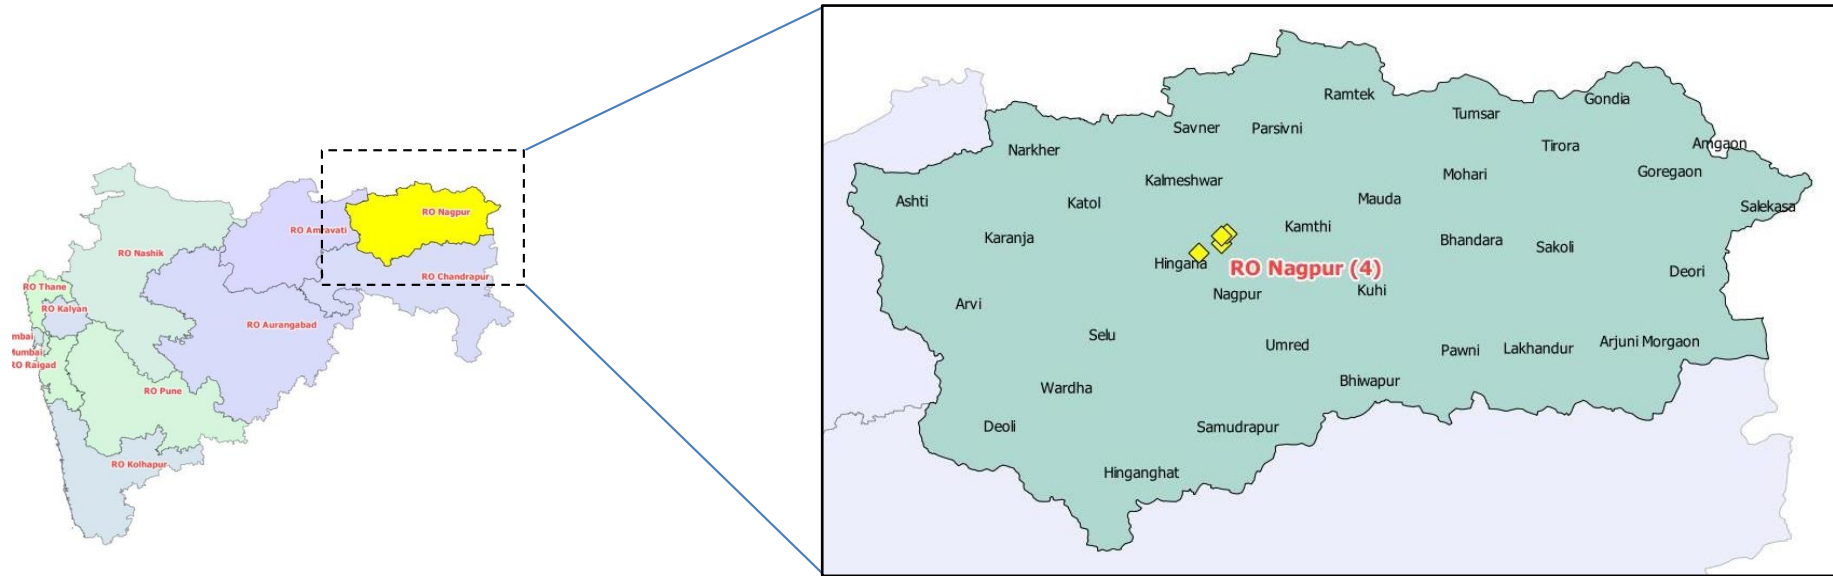 RO Nagpur
RO Amravati
RO Nashik
RO Chandrapur
RO Thane
RO Kalyan
RO Aurangabad
mbai
Mumbai
RO Raigad
RO Pune
RO Kolhapur
Ramtek
Gondia
Tumsar
Savner
Parsivni
Amgaon
Narkher
Tirora
Goregaon
Kalmeshwar
Mohari
Ashti
Katol
Mauda
Salekasa
Kamthi
Karanja
Bhandara
Sakoli
Hingana
RO Nagpur (4)
Deori
Nagpur
Kuhi
Arvi
Selu
Umred
Pawni
Lakhandur
Arjuni Morgaon
Wardha
Bhiwapur
Deoli
Samudrapur
Hinganghat